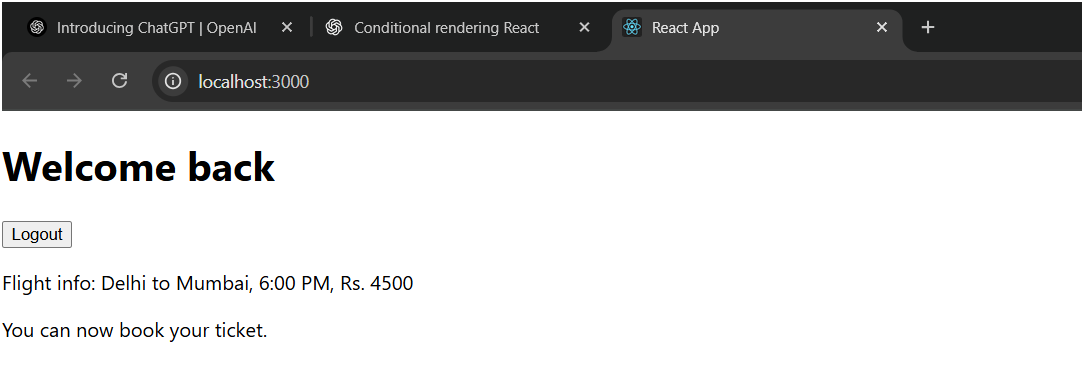 Introducing ChatGPT | OpenAI Conditional rendering React React App
localhost:3000
Welcome back
Logout
Flight info: Delhi to Mumbai, 6:00 PM, Rs. 4500
You can now book your ticket.